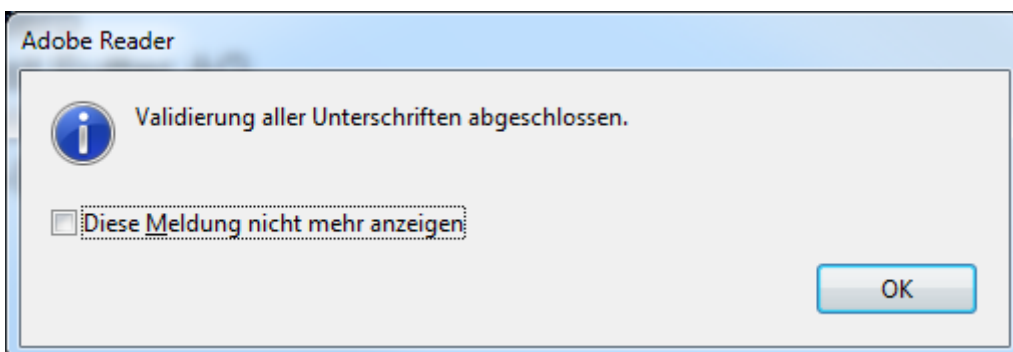 Adobe Reader
Validierung aller Unterschriften abgeschlossen.
Diese Meldung nicht mehr anzeigen
OK